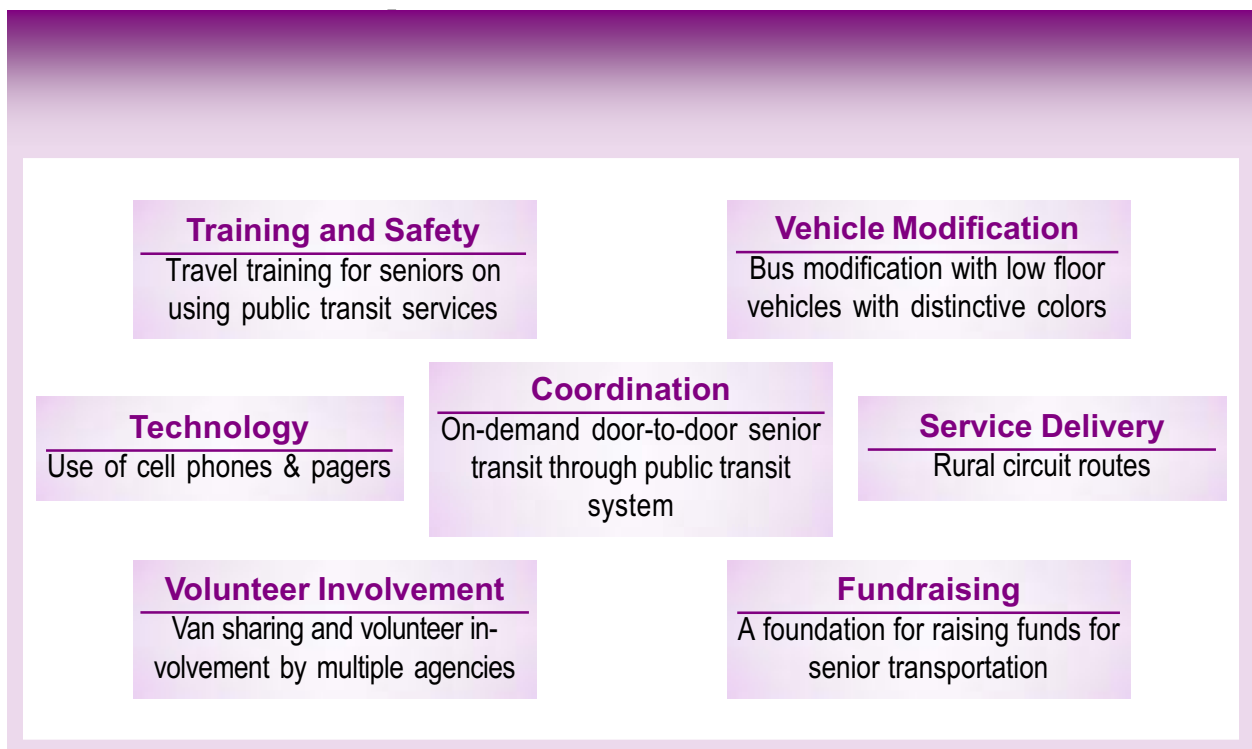 Training and Safety
Travel training for seniors on
using public transit services
Vehicle Modification
Bus modification with low floor
vehicles with distinctive colors
Technology
Use of cell phones & pagers
Coordination
On-demand door-to-door senior
transit through public transit
system
Service Delivery
Rural circuit routes
Volunteer Involvement
Van sharing and volunteer in-
volvement by multiple agencies
Fundraising
A foundation for raising funds for
senior transportation